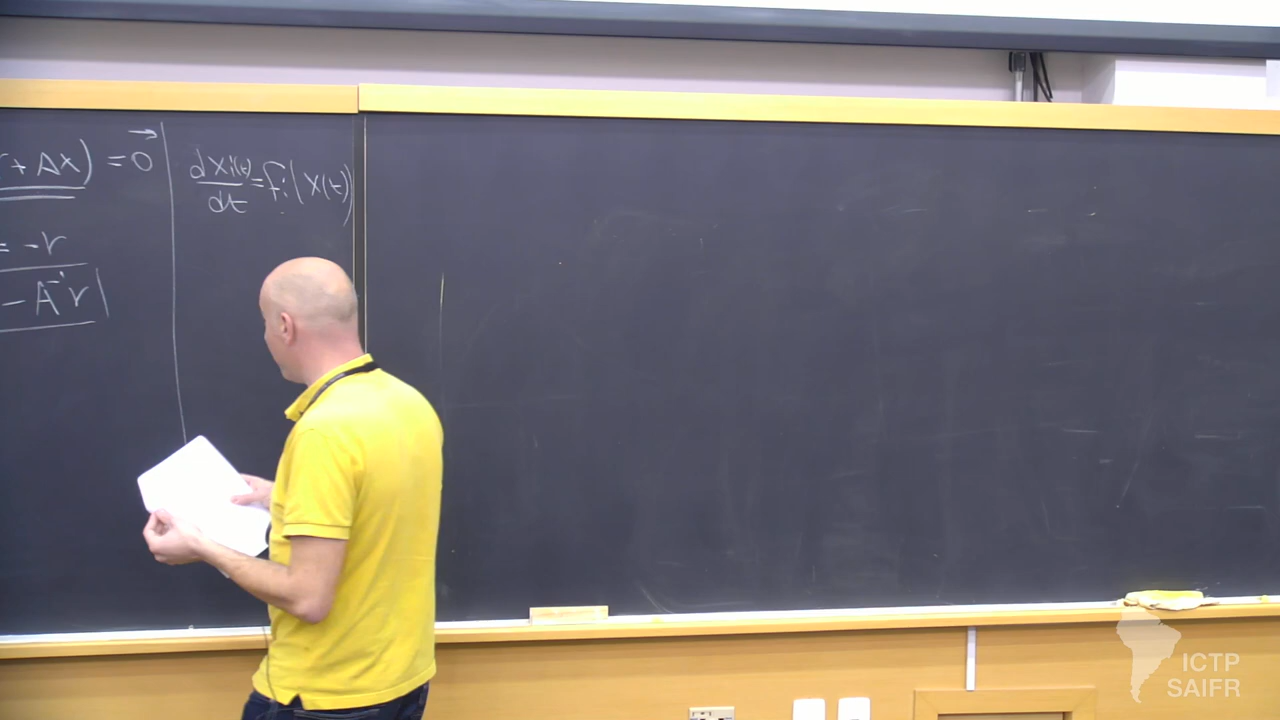 r + Ax) = 0
= -r
- A⁻¹r
dxᵢ(t)/dt = fᵢ(x(t))
ICTP
SAIFR